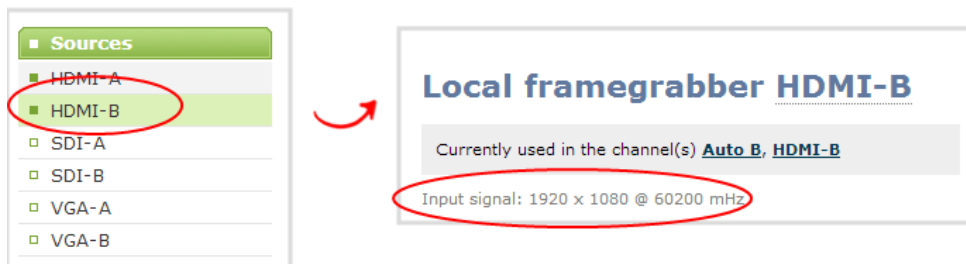 Sources
HDMI-A
HDMI-B
SDI-A
SDI-B
VGA-A
VGA-B
Local framegrabber HDMI-B
Currently used in the channel(s) Auto B, HDMI-B
Input signal: 1920 x 1080 @ 60200 mHz